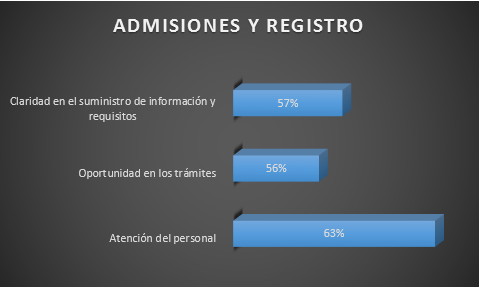 ADMISIONES Y REGISTRO
Claridad en el suministro de información y
requisitos
57%
Oportunidad en los trámites
56%
Atención del personal
63%